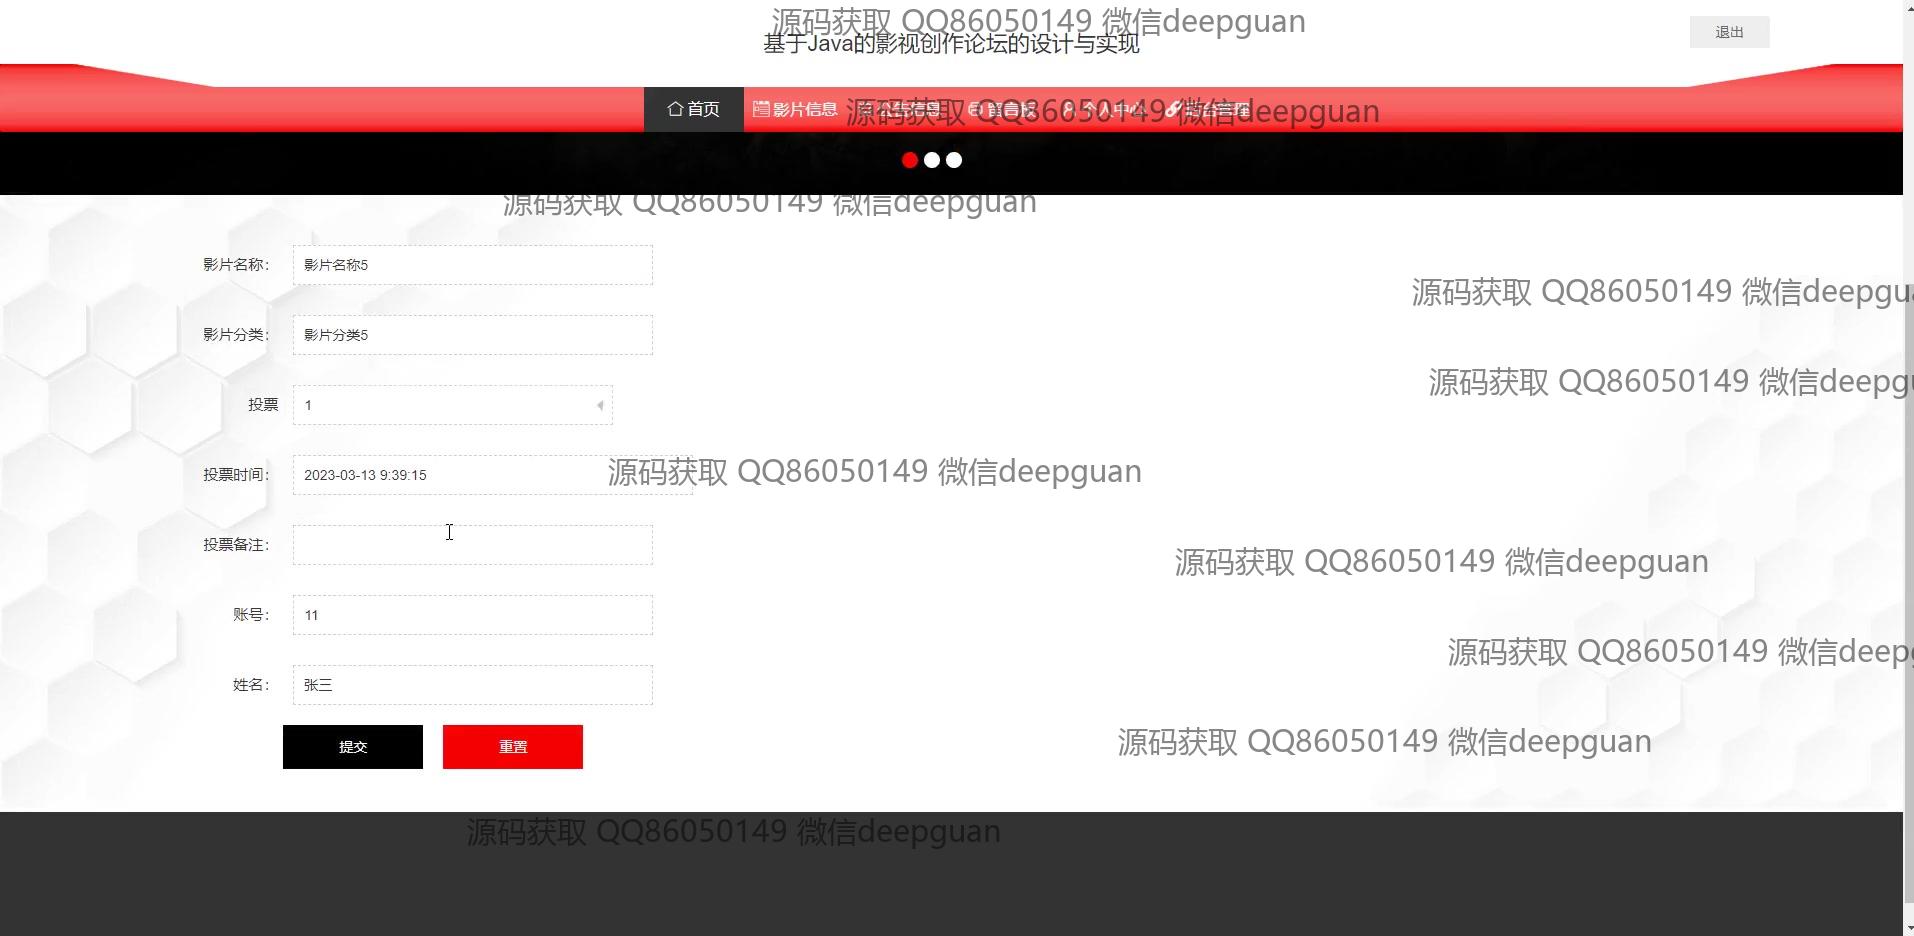 源码获取 QQ86050149 微信deepguan
基于Java的影视创作论坛的设计与实现
退出
首页 影片信息 公告信息 留言板 个人中心 后台管理
源码获取 QQ86050149 微信deepguan
源码获取 QQ86050149 微信deepguan
影片名称： 影片名称5
源码获取 QQ86050149 微信deepgua
影片分类： 影片分类5
源码获取 QQ86050149 微信deepgu
投票 1
投票时间： 2023-03-13 9:39:15
源码获取 QQ86050149 微信deepguan
投票备注：
源码获取 QQ86050149 微信deepguan
账号： 11
源码获取 QQ86050149 微信deepg
姓名： 张三
提交 重置
源码获取 QQ86050149 微信deepguan
源码获取 QQ86050149 微信deepguan